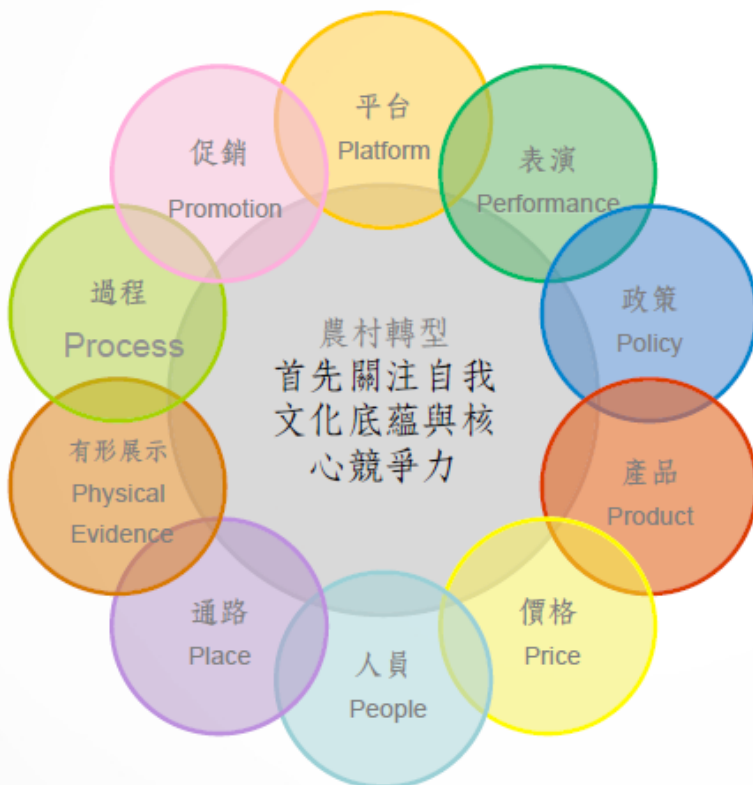 平台
Platform
表演
Performance
政策
Policy
產品
Product
價格
Price
人員
People
通路
Place
有形展示
Physical
Evidence
過程
Process
促銷
Promotion
農村轉型
首先關注自我
文化底蘊與核
心競爭力